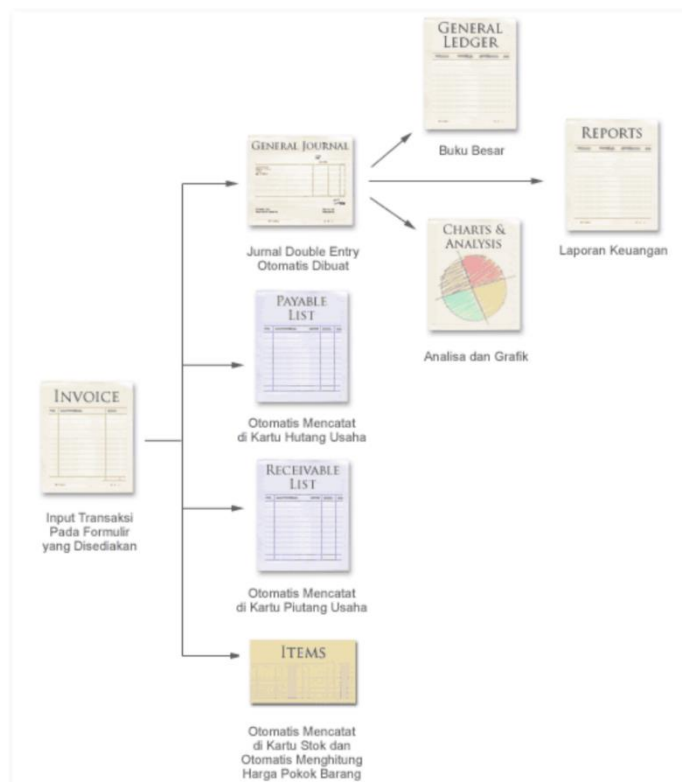 GENERAL
LEDGER
Buku Besar
GENERAL JOURNAL
Jurnal Double Entry
Otomatis Dibuat
REPORTS
Laporan Keuangan
CHARTS &
ANALYSIS
Analisa dan Grafik
PAYABLE
LIST
Otomatis Mencatat
di Kartu Hutang Usaha
INVOICE
Input Transaksi
Pada Formulir
yang Disediakan
RECEIVABLE
LIST
Otomatis Mencatat
di Kartu Piutang Usaha
ITEMS
Otomatis Mencatat
di Kartu Stok dan
Otomatis Menghitung
Harga Pokok Barang